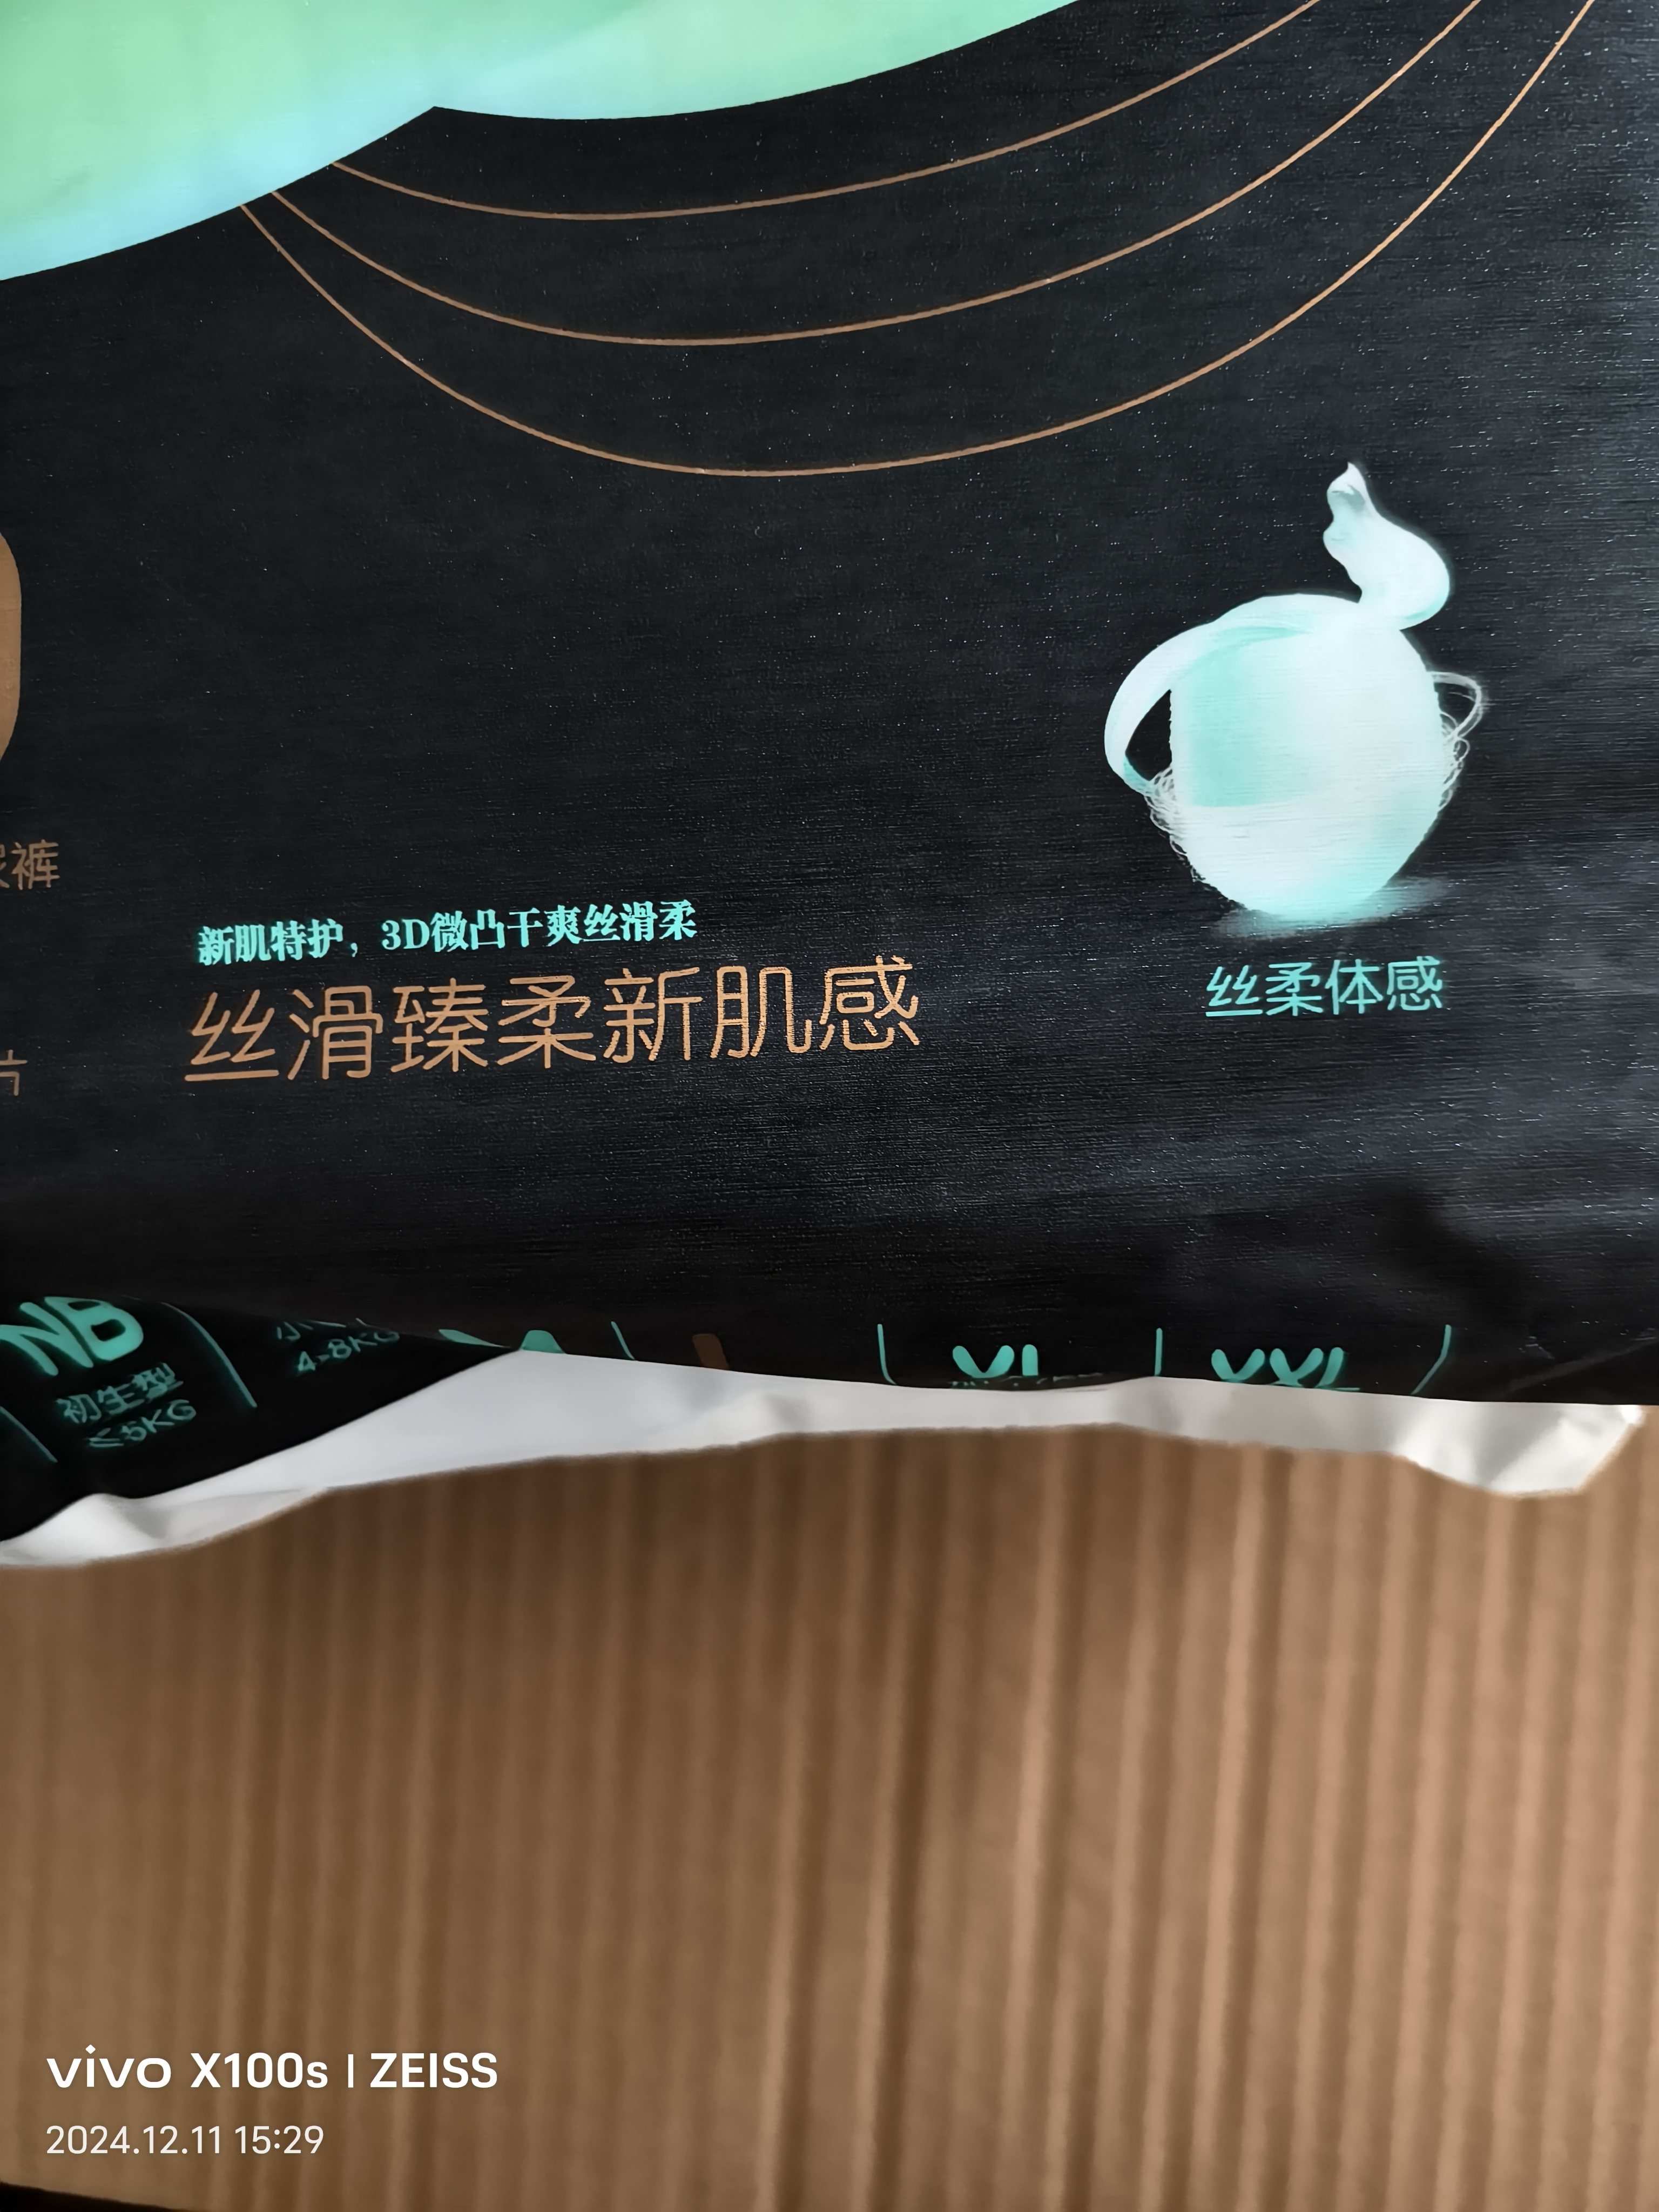 裤
新肌特护，3D微凸干爽丝滑柔
丝滑臻柔新肌感
丝柔体感
片
NB
初生型
≤5KG
4-8KG
XL
XXL
vivo X100s | ZEISS
2024.12.11 15:29